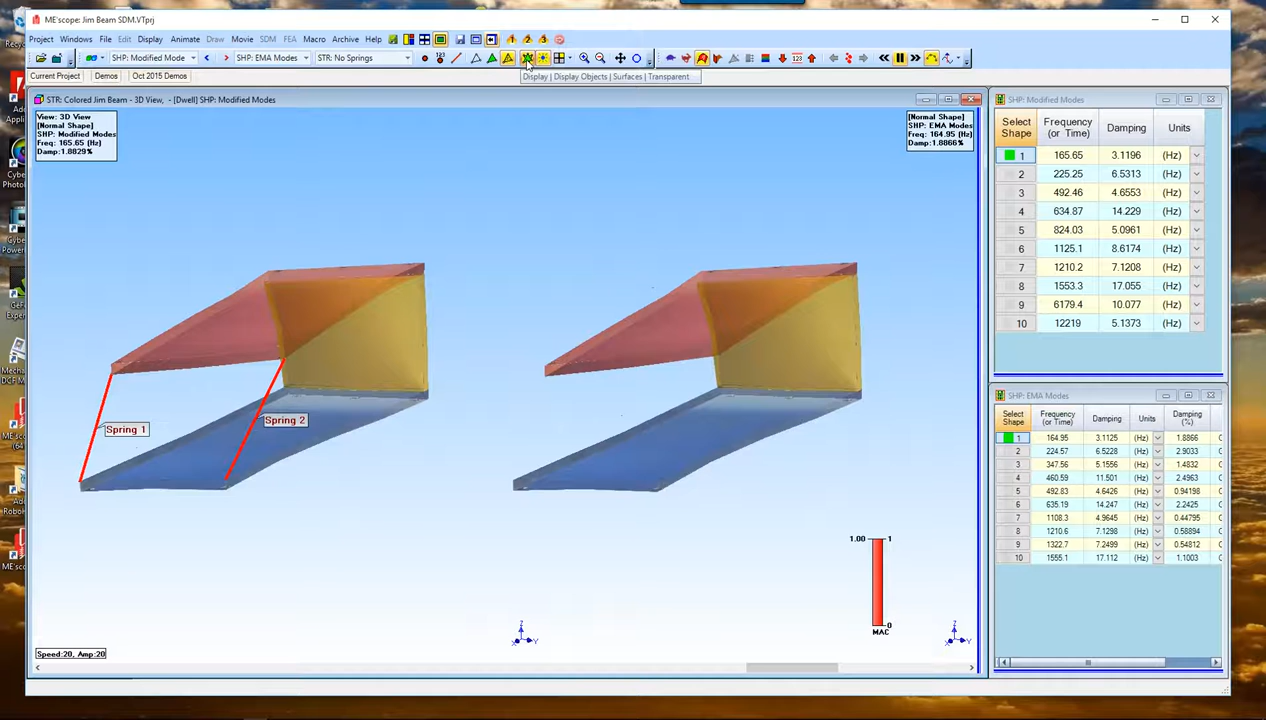 ME'scope: Jim Beam SDM.VTprj
Project Windows File Edit Display Draw Animate Movie SDM FEA Macro Archive Help 1 2 3
SHP: Modified Mode SHP: EMA Modes STR: No Springs
Current Project Demos Oct 2015 Demos
Display | Display Objects | Surfaces | Transparent
STR: Colored Jim Beam - 3D View, - [Dwell] SHP: Modified Modes
View: 3D View
[Normal Shape]
SHP: Modified Modes
Freq: 165.65 (Hz)
Damp:1.8829%
[Normal Shape]
SHP: EMA Modes
Freq: 164.95 (Hz)
Damp:1.8866%
Spring 1
Spring 2
1.00 1
0
MAC
Z
X Y
Z
X Y
Speed:20, Amp:20
SHP: Modified Modes
Select Shape Frequency (or Time) Damping Units
1 165.65 3.1196 (Hz)
2 225.25 6.5313 (Hz)
3 492.46 4.6553 (Hz)
4 634.87 14.229 (Hz)
5 824.03 5.0961 (Hz)
6 1125.1 8.6174 (Hz)
7 1210.2 7.1208 (Hz)
8 1553.3 17.055 (Hz)
9 6179.4 10.077 (Hz)
10 12219 5.1373 (Hz)
SHP: EMA Modes
Select Shape Frequency (or Time) Damping Units Damping (%)
1 164.95 3.1125 (Hz) 1.8866
2 224.57 6.5228 (Hz) 2.9033
3 347.56 5.1556 (Hz) 1.4832
4 460.59 11.501 (Hz) 2.4963
5 492.83 4.6426 (Hz) 0.94198
6 635.19 14.247 (Hz) 2.2425
7 1108.3 4.9645 (Hz) 0.44795
8 1210.6 7.1298 (Hz) 0.58894
9 1322.7 7.2499 (Hz) 0.54812
10 1555.1 17.112 (Hz) 1.1003